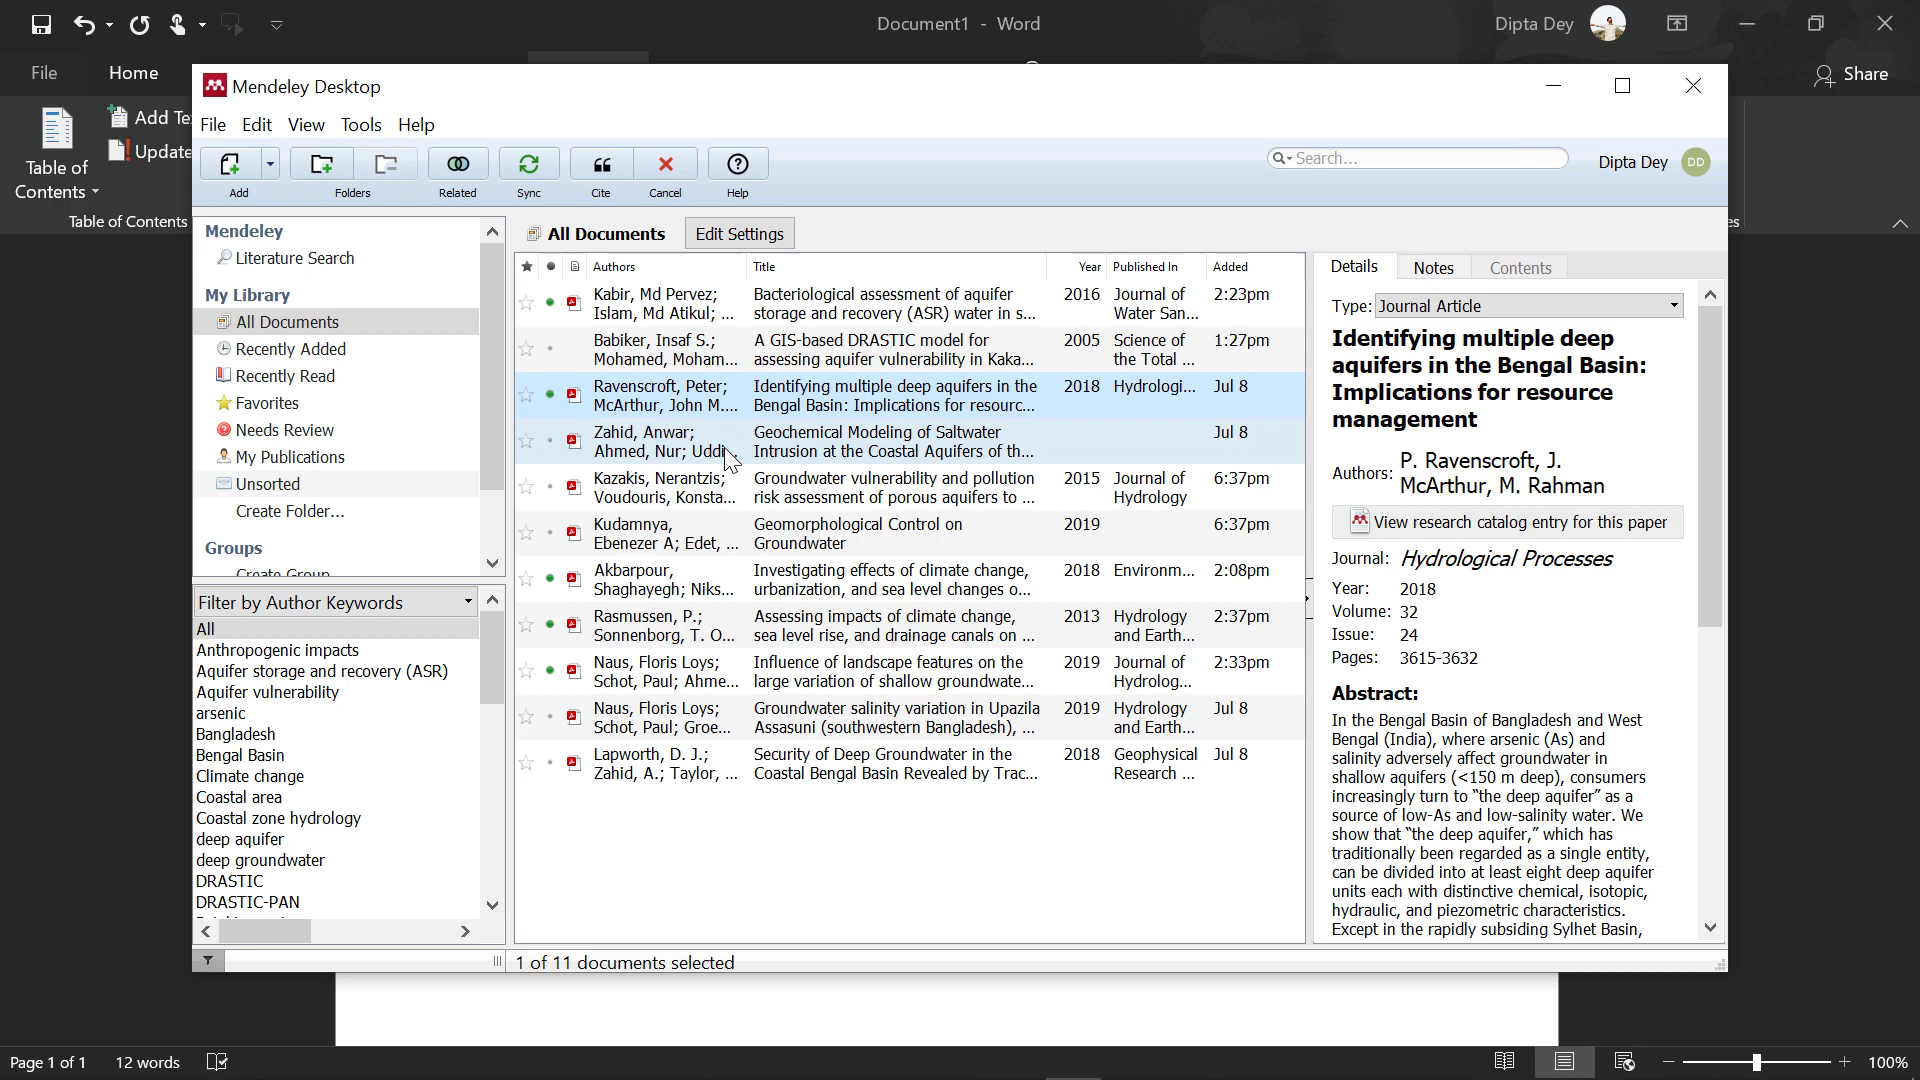 Document1 - Word
Dipta Dey
File
Home
Share
Table of
Contents
Add Te
Update
Table of Contents
es
Mendeley Desktop
File Edit View Tools Help
Add
Folders
Related
Sync
Cite
Cancel
Help
Search...
Dipta Dey
DD
Mendeley
Literature Search
My Library
All Documents
Recently Added
Recently Read
Favorites
Needs Review
My Publications
Unsorted
Create Folder...
Groups
Create Group
Filter by Author Keywords
All
Anthropogenic impacts
Aquifer storage and recovery (ASR)
Aquifer vulnerability
arsenic
Bangladesh
Bengal Basin
Climate change
Coastal area
Coastal zone hydrology
deep aquifer
deep groundwater
DRASTIC
DRASTIC-PAN
All Documents
Edit Settings
Authors Title Year Published In Added
Kabir, Md Pervez; Bacteriological assessment of aquifer 2016 Journal of 2:23pm
Islam, Md Atikul; ... storage and recovery (ASR) water in s... Water San...
Babiker, Insaf S.; A GIS-based DRASTIC model for 2005 Science of 1:27pm
Mohamed, Moham... assessing aquifer vulnerability in Kaka... the Total ...
Ravenscroft, Peter; Identifying multiple deep aquifers in the 2018 Hydrologi... Jul 8
McArthur, John M.... Bengal Basin: Implications for resourc...
Zahid, Anwar; Geochemical Modeling of Saltwater Jul 8
Ahmed, Nur; Uddi... Intrusion at the Coastal Aquifers of th...
Kazakis, Nerantzis; Groundwater vulnerability and pollution 2015 Journal of 6:37pm
Voudouris, Konsta... risk assessment of porous aquifers to ... Hydrology
Kudamnya, Geomorphological Control on 2019 6:37pm
Ebenezer A; Edet, ... Groundwater
Akbarpour, Investigating effects of climate change, 2018 Environm... 2:08pm
Shaghayegh; Niks... urbanization, and sea level changes o...
Rasmussen, P.; Assessing impacts of climate change, 2013 Hydrology 2:37pm
Sonnenborg, T. O... sea level rise, and drainage canals on ... and Earth...
Naus, Floris Loys; Influence of landscape features on the 2019 Journal of 2:33pm
Schot, Paul; Ahme... large variation of shallow groundwate... Hydrolog...
Naus, Floris Loys; Groundwater salinity variation in Upazila 2019 Hydrology Jul 8
Schot, Paul; Groe... Assasuni (southwestern Bangladesh), ... and Earth...
Lapworth, D. J.; Security of Deep Groundwater in the 2018 Geophysical Jul 8
Zahid, A.; Taylor, ... Coastal Bengal Basin Revealed by Trac... Research ...
1 of 11 documents selected
Details Notes Contents
Type: Journal Article
Identifying multiple deep
aquifers in the Bengal Basin:
Implications for resource
management
Authors: P. Ravenscroft, J.
McArthur, M. Rahman
View research catalog entry for this paper
Journal: Hydrological Processes
Year: 2018
Volume: 32
Issue: 24
Pages: 3615-3632
Abstract:
In the Bengal Basin of Bangladesh and West
Bengal (India), where arsenic (As) and
salinity adversely affect groundwater in
shallow aquifers (<150 m deep), consumers
increasingly turn to "the deep aquifer" as a
source of low-As and low-salinity water. We
show that "the deep aquifer," which has
traditionally been regarded as a single entity,
can be divided into at least eight deep aquifer
units each with distinctive chemical, isotopic,
hydraulic, and piezometric characteristics.
Except in the rapidly subsiding Sylhet Basin,
Page 1 of 1
12 words
100%